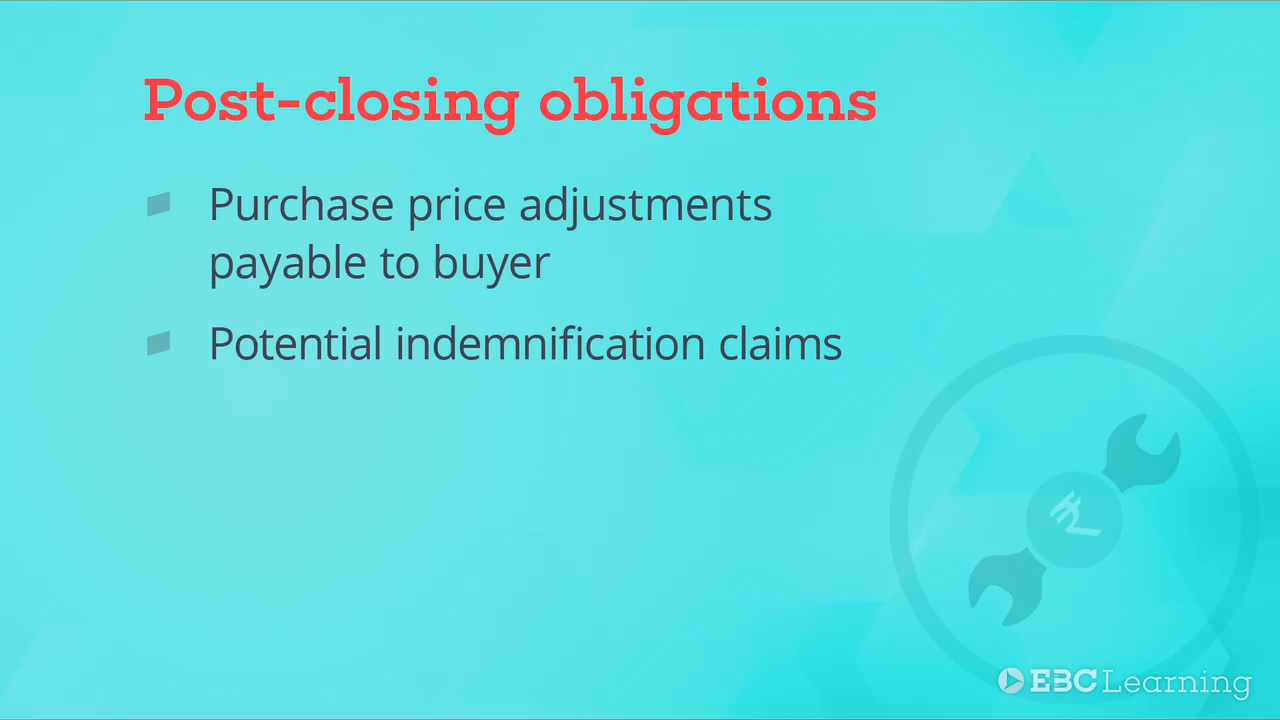 Post-closing obligations
Purchase price adjustments
payable to buyer
Potential indemnification claims
₹
EBC Learning